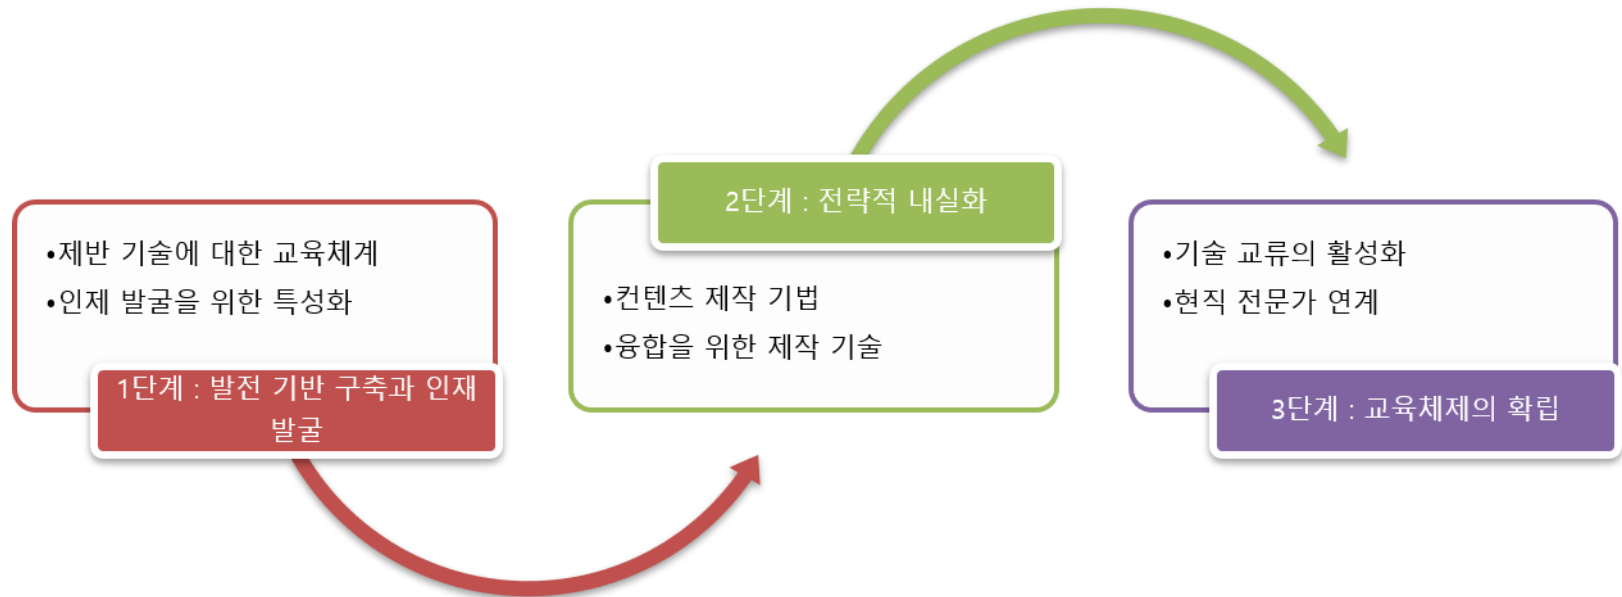 •제반 기술에 대한 교육체계
•인제 발굴을 위한 특성화
1단계 : 발전 기반 구축과 인재
발굴
2단계 : 전략적 내실화
•컨텐츠 제작 기법
•융합을 위한 제작 기술
•기술 교류의 활성화
•현직 전문가 연계
3단계 : 교육체제의 확립